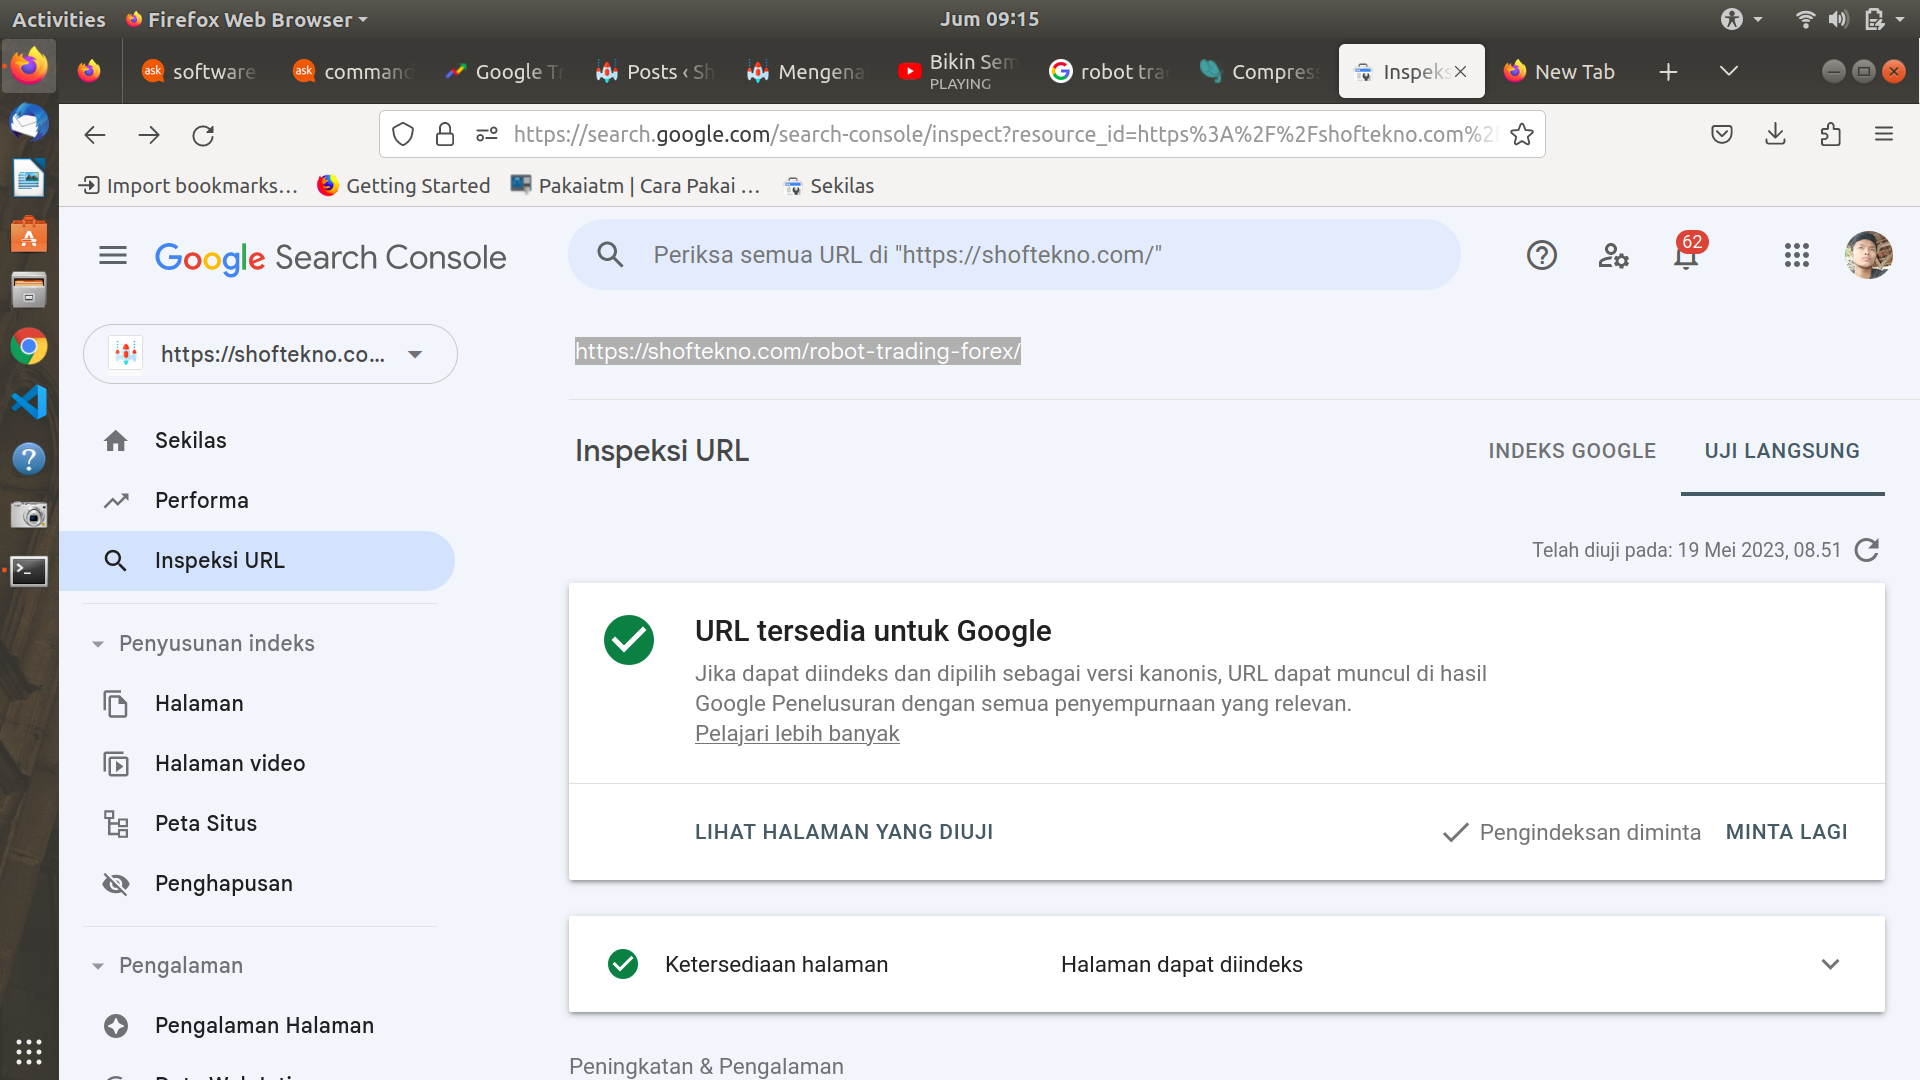 Activities
Firefox Web Browser
Jum 09:15
software
command
Google Tr
Posts ‹ Sh
Mengena
Bikin Sem
PLAYING
robot trad
Compress
Inspeks
New Tab
https://search.google.com/search-console/inspect?resource_id=https%3A%2F%2Fshoftekno.com%2F
Import bookmarks…
Getting Started
Pakaiatm | Cara Pakai …
Sekilas
Google Search Console
Periksa semua URL di "https://shoftekno.com/"
62
https://shoftekno.co...
https://shoftekno.com/robot-trading-forex/
Sekilas
Performa
Inspeksi URL
Penyusunan indeks
Halaman
Halaman video
Peta Situs
Penghapusan
Pengalaman
Pengalaman Halaman
Inspeksi URL
INDEKS GOOGLE
UJI LANGSUNG
Telah diuji pada: 19 Mei 2023, 08.51
URL tersedia untuk Google
Jika dapat diindeks dan dipilih sebagai versi kanonis, URL dapat muncul di hasil
Google Penelusuran dengan semua penyempurnaan yang relevan.
Pelajari lebih banyak
LIHAT HALAMAN YANG DIUJI
Pengindeksan diminta
MINTA LAGI
Ketersediaan halaman
Halaman dapat diindeks
Peningkatan & Pengalaman